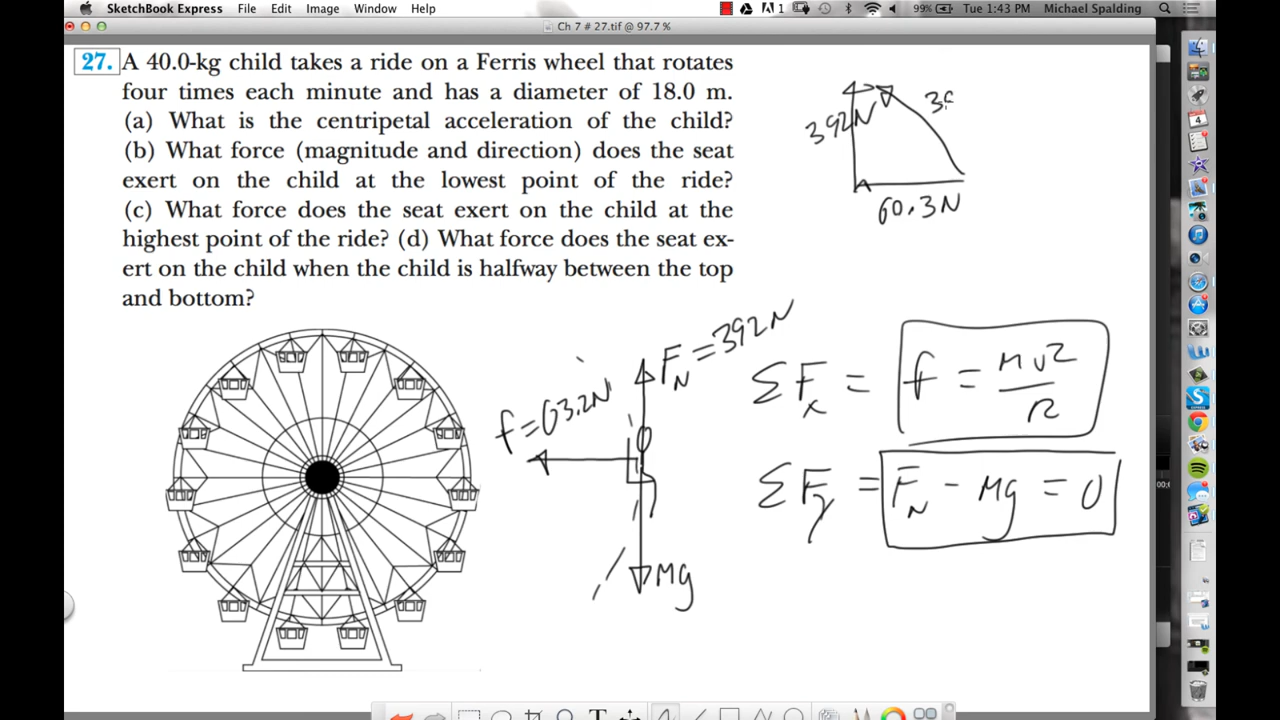 SketchBook Express File Edit Image Window Help 1 99% Tue 1:43 PM Michael Spalding
Ch 7 # 27.tif @ 97.7 %
27. A 40.0-kg child takes a ride on a Ferris wheel that rotates
four times each minute and has a diameter of 18.0 m.
(a) What is the centripetal acceleration of the child?
(b) What force (magnitude and direction) does the seat
exert on the child at the lowest point of the ride?
(c) What force does the seat exert on the child at the
highest point of the ride? (d) What force does the seat ex-
ert on the child when the child is halfway between the top
and bottom?
392N
60.3N
F_N = 392N
f = 63.2N
Mg
ΣF_x = f = Mv²/r
ΣF_y = F_N - Mg = 0